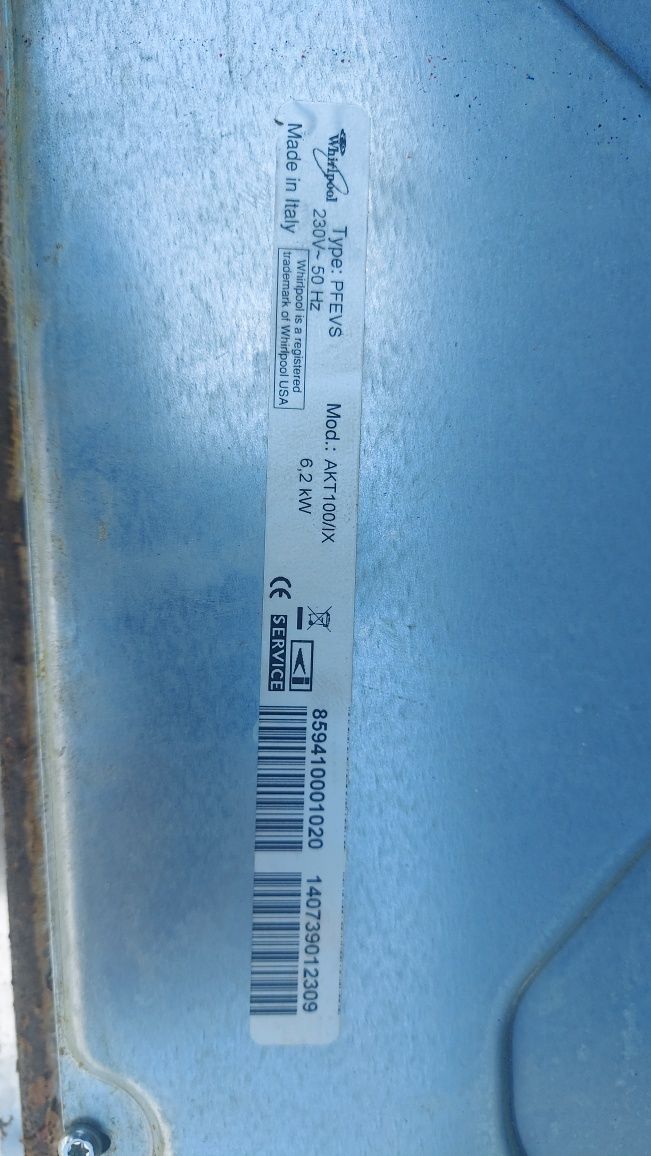 Whirlpool
Type: PFEVS
Mod.: AKT100/IX
230V~ 50 Hz
6,2 kW
Made in Italy
Whirlpool is a registered
trademark of Whirlpool USA
CE
i
SERVICE
859410001020
140739012309